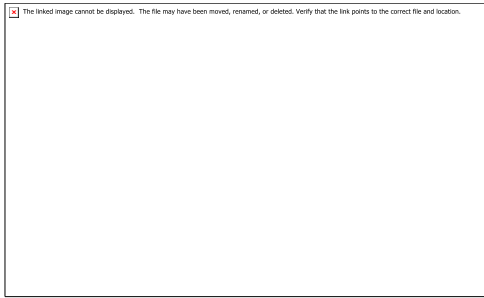 The linked image cannot be displayed. The file may have been moved, renamed, or deleted. Verify that the link points to the correct file and location.